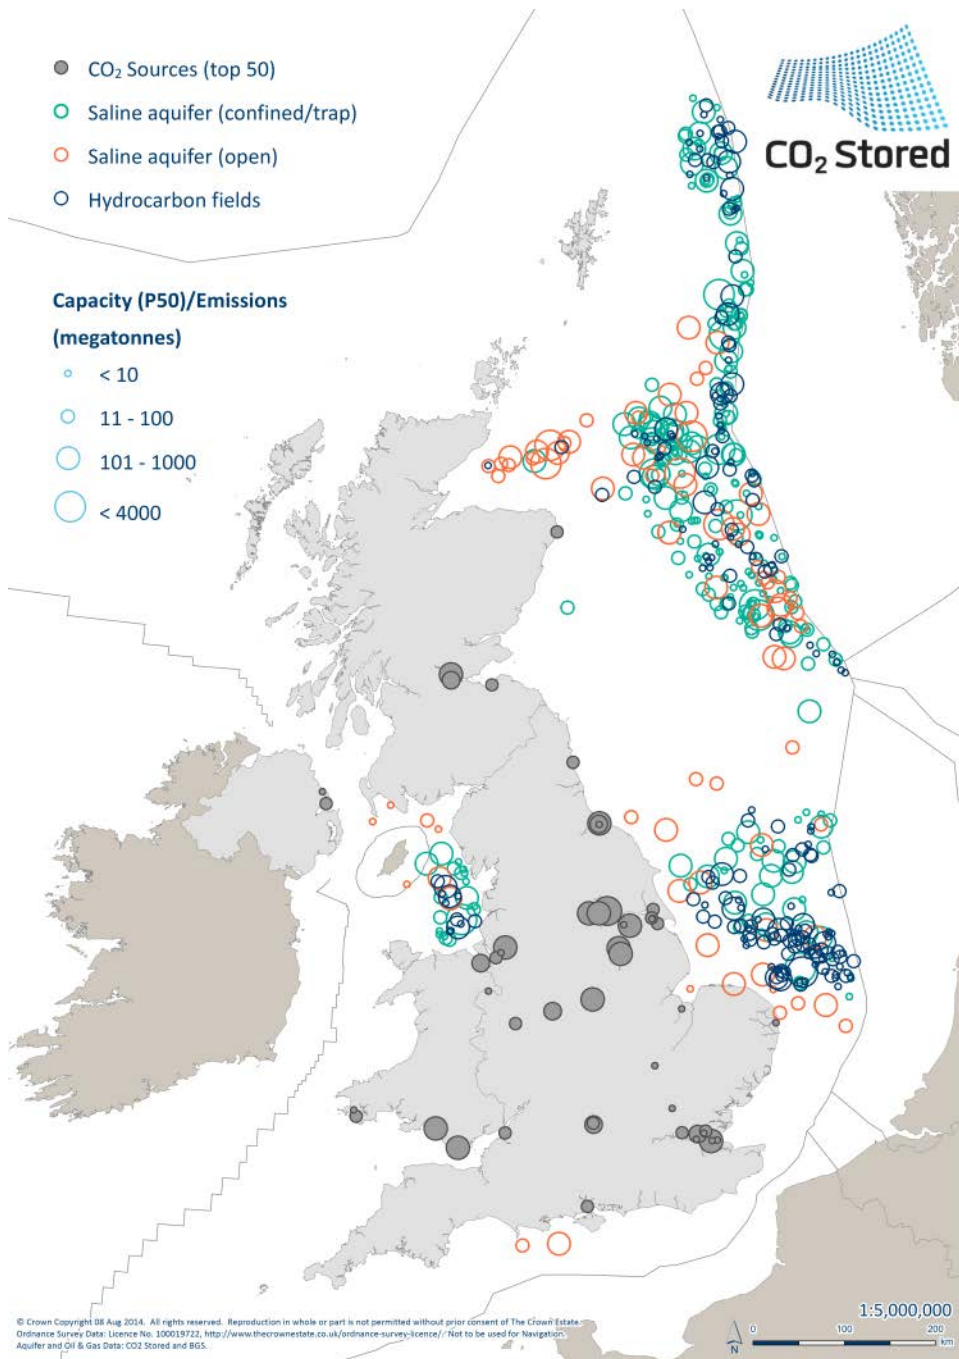 CO₂ Sources (top 50)
Saline aquifer (confined/trap)
Saline aquifer (open)
Hydrocarbon fields
CO₂ Stored
Capacity (P50)/Emissions
(megatonnes)
< 10
11 - 100
101 - 1000
< 4000
1:5,000,000
0 100 200
km
N
© Crown Copyright 08 Aug 2014. All rights reserved. Reproduction in whole or part is not permitted without prior consent of The Crown Estate.
Ordnance Survey Data: Licence No. 100019722, http://www.thecrownestate.co.uk/ordnance-survey-licence/ Not to be used for Navigation.
Aquifer and Oil & Gas Data: CO2 Stored and BGS.